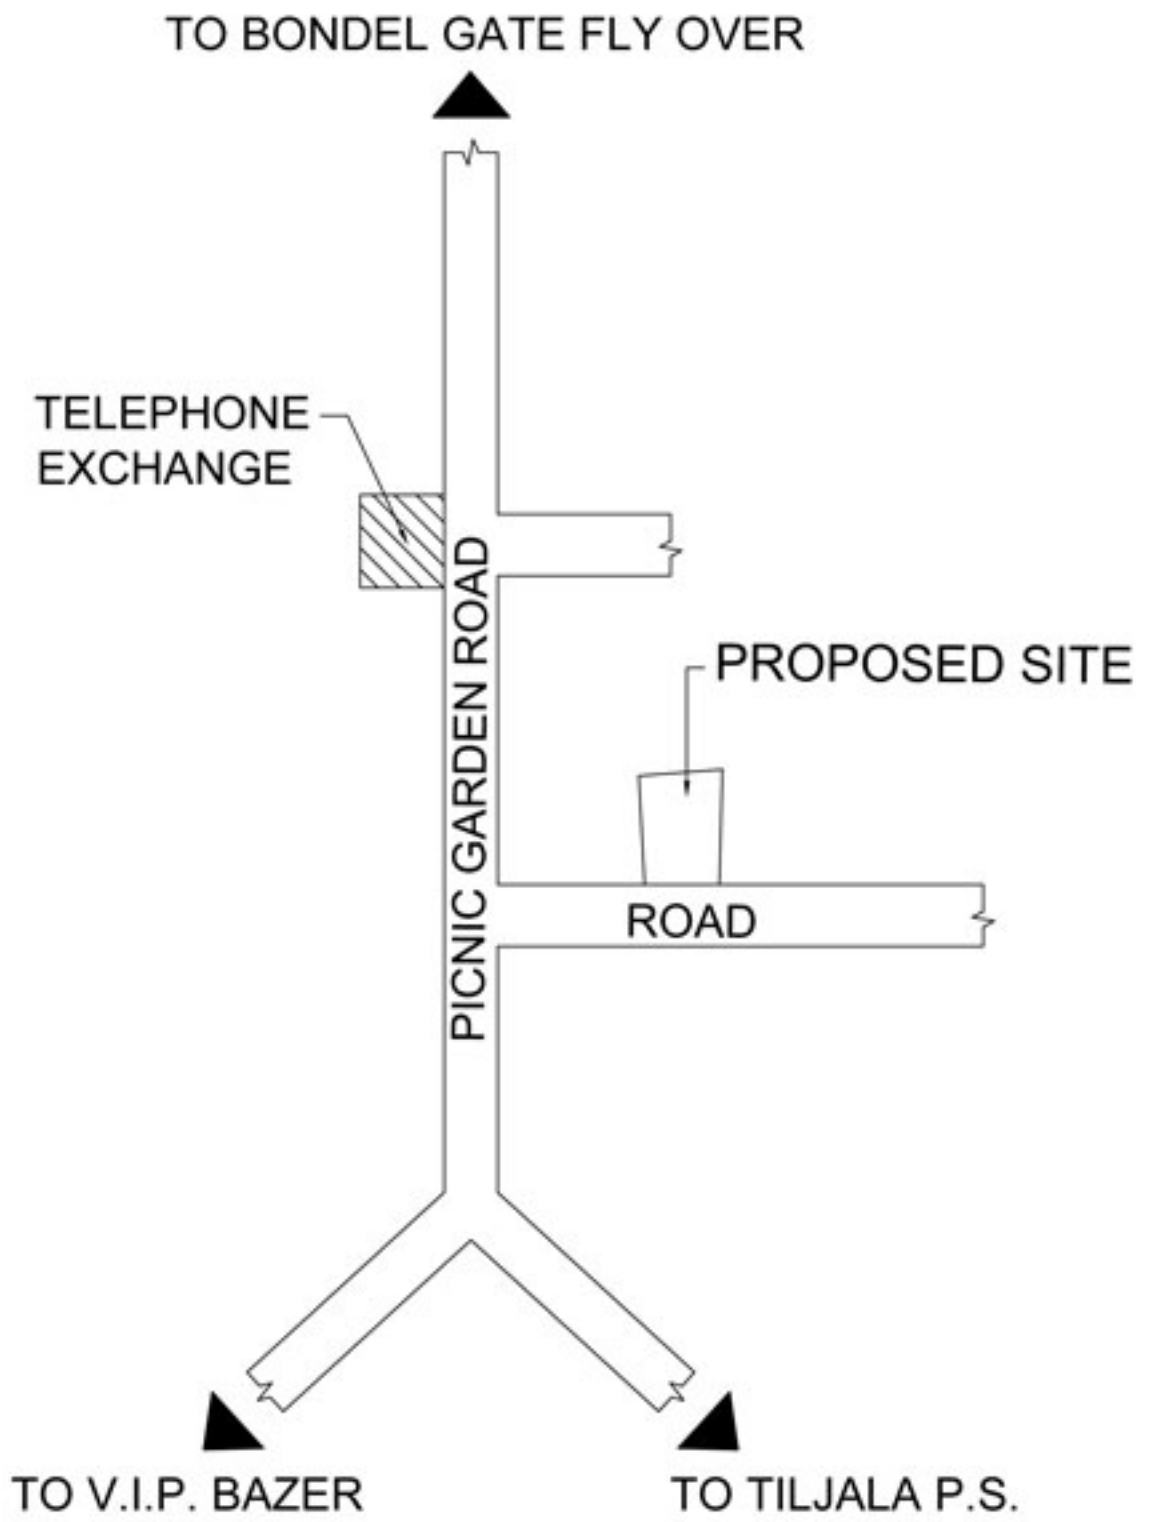 TO BONDEL GATE FLY OVER
TELEPHONE
EXCHANGE
PICNIC GARDEN ROAD
PROPOSED SITE
ROAD
TO V.I.P. BAZER
TO TILJALA P.S.